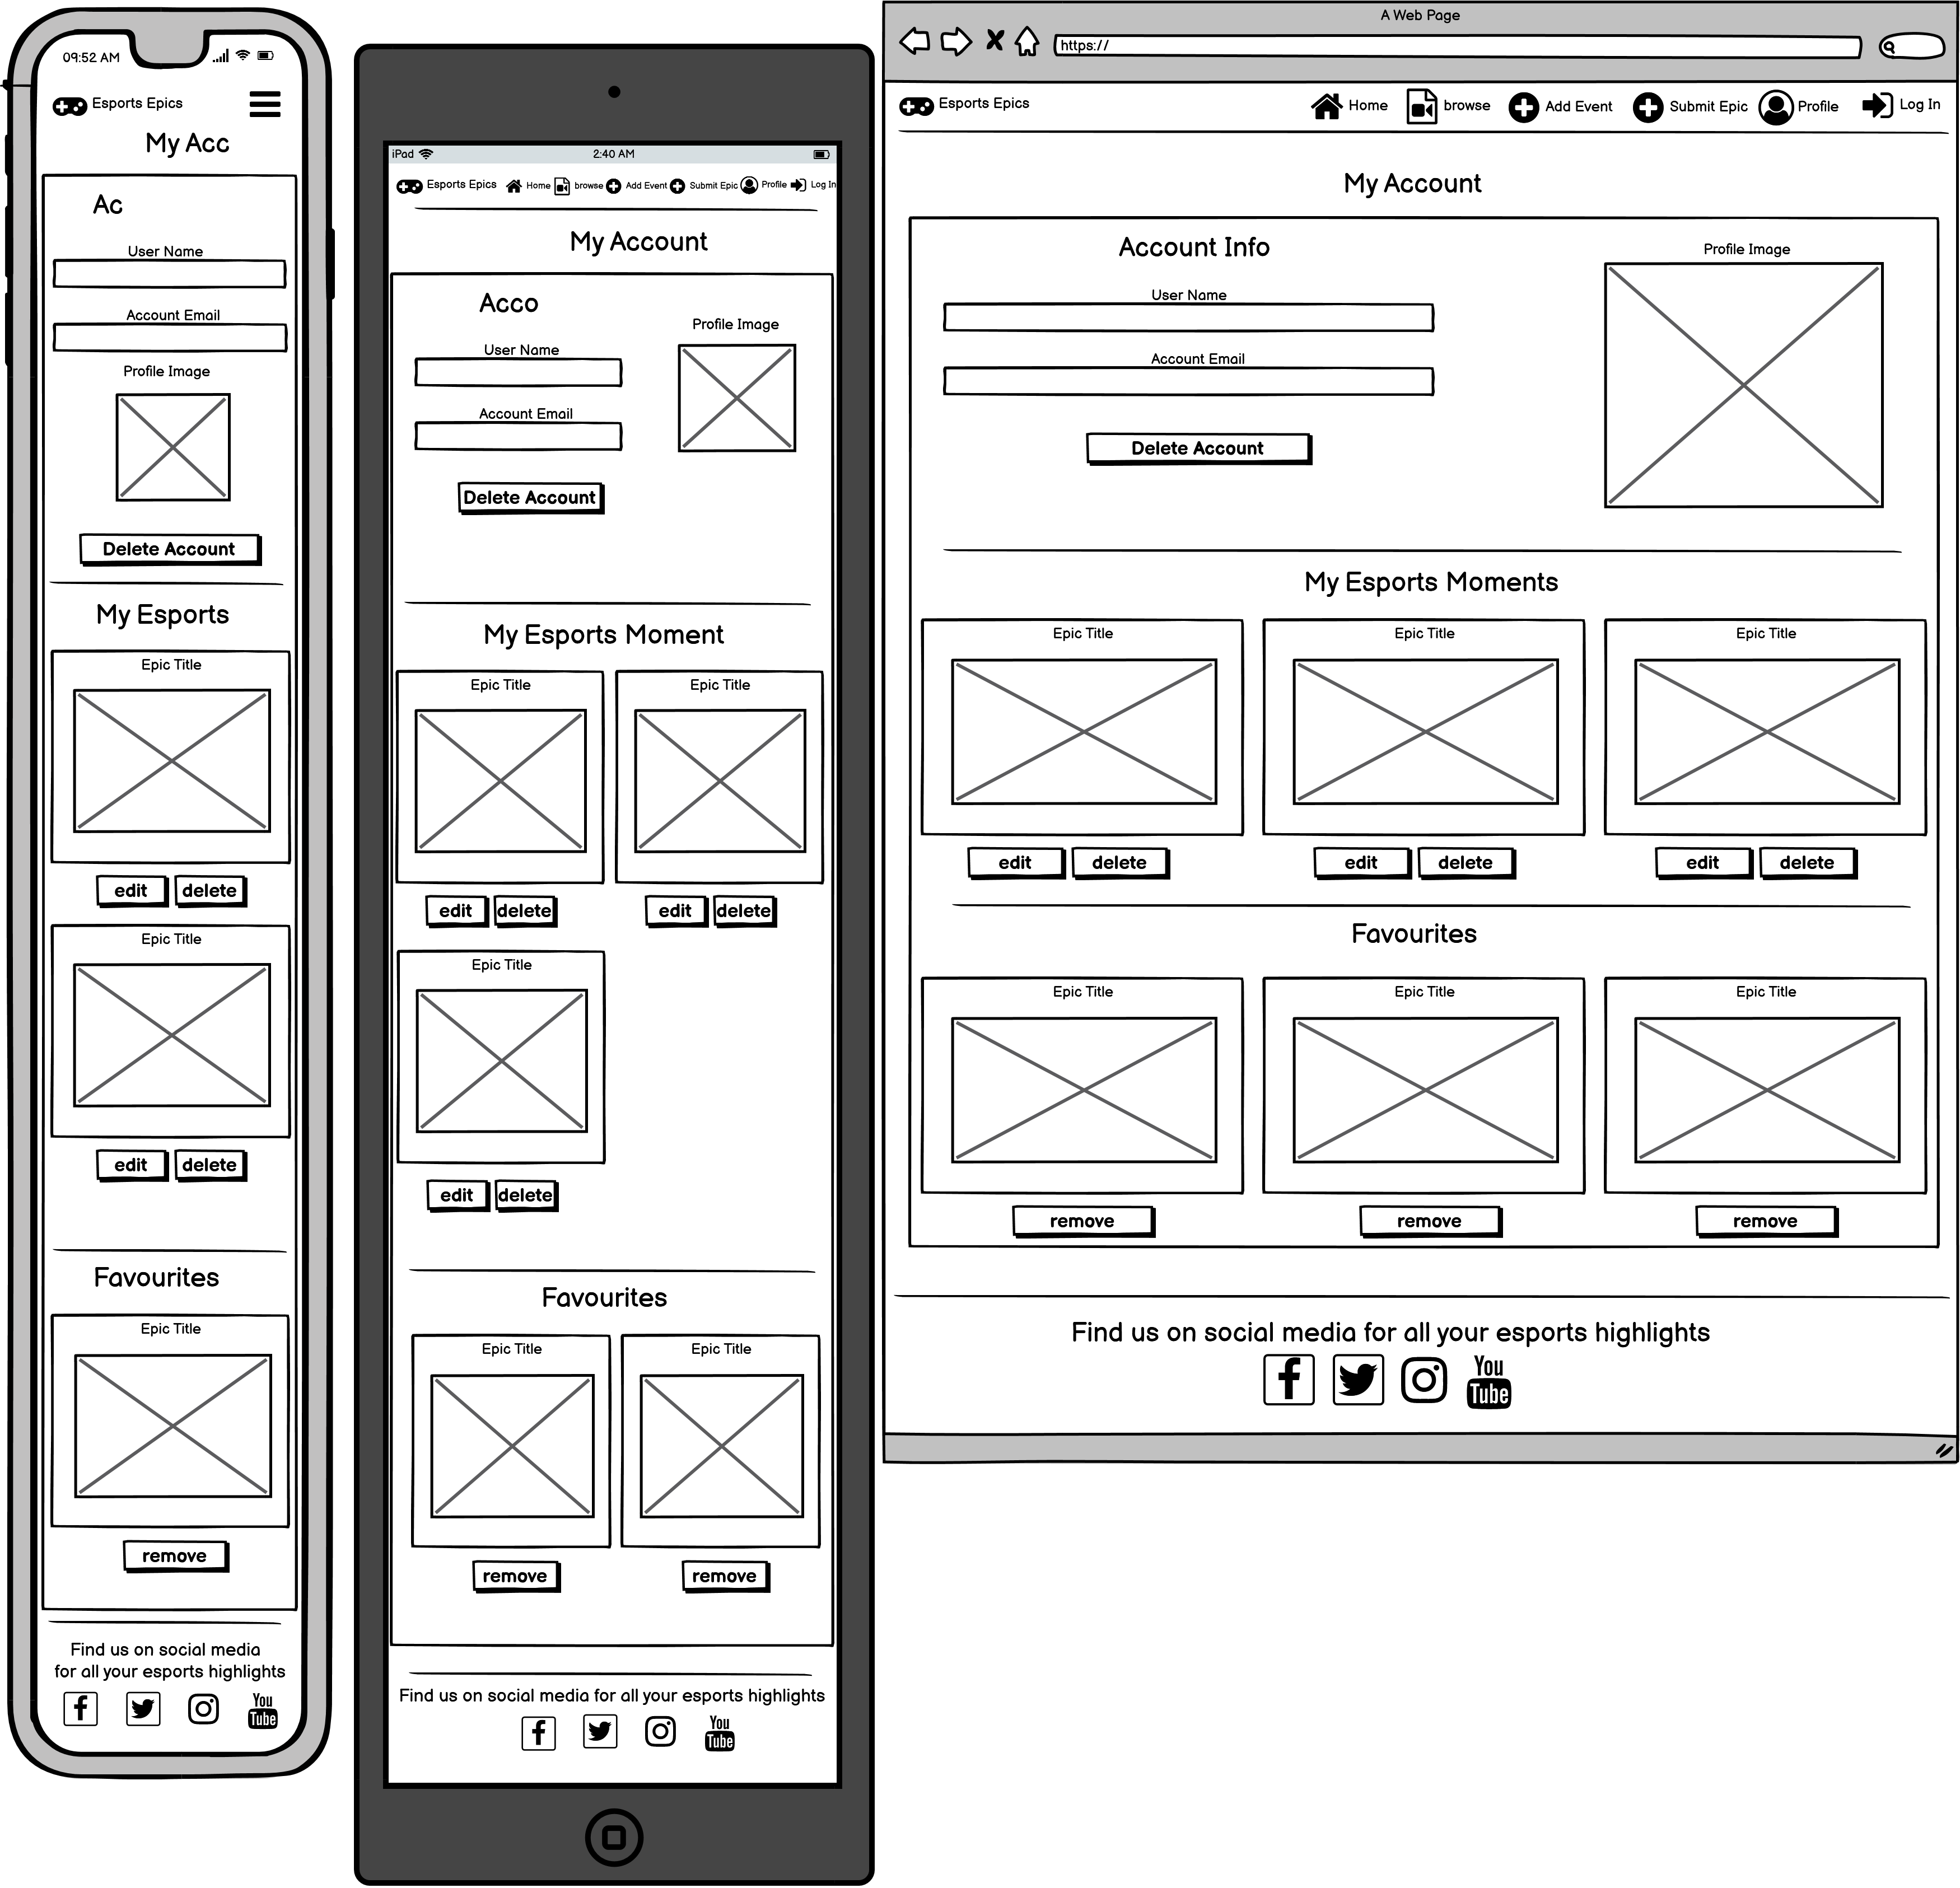 09:52 AM
Esports Epics
My Acc
Ac
User Name
Account Email
Profile Image
Delete Account
My Esports
Epic Title
edit delete
Epic Title
edit delete
Favourites
Epic Title
remove
Find us on social media
for all your esports highlights
You
Tube
iPad 2:40 AM
Esports Epics Home browse Add Event Submit Epic Profile Log In
My Account
Acco
Profile Image
User Name
Account Email
Delete Account
My Esports Moment
Epic Title Epic Title
edit delete edit delete
Epic Title
edit delete
Favourites
Epic Title Epic Title
remove remove
Find us on social media for all your esports highlights
You
Tube
A Web Page
https://
Esports Epics Home browse Add Event Submit Epic Profile Log In
My Account
Account Info
Profile Image
User Name
Account Email
Delete Account
My Esports Moments
Epic Title Epic Title Epic Title
edit delete edit delete edit delete
Favourites
Epic Title Epic Title Epic Title
remove remove remove
Find us on social media for all your esports highlights
You
Tube